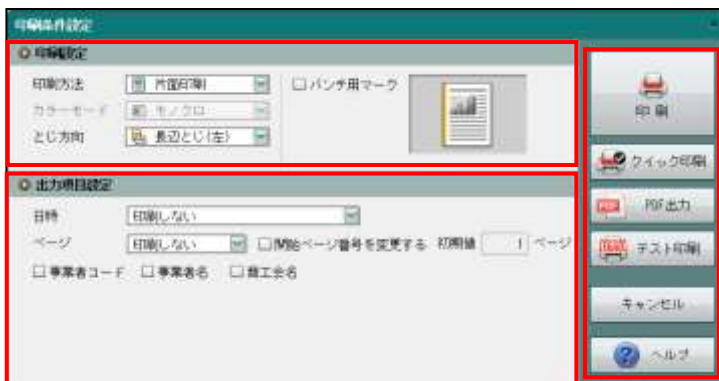 印刷条件設定
印刷設定
印刷方法 片面印刷 パンチ用マーク
カラーモード モノクロ
とじ方向 長辺とじ(左)
出力項目設定
日時 印刷しない
ページ 印刷しない 開始ページ番号を変更する 初期値 1 ページ
事業者コード 事業者名 商工会名
印刷
クイック印刷
PDF PDF出力
TEST テスト印刷
キャンセル
ヘルプ